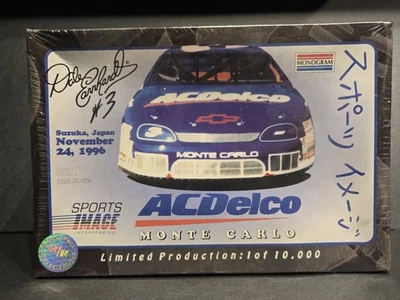 Dale Earnhardt
#3
MONOGRAM
Suzuka, Japan
November
24, 1996
ACDelco
MONTE CARLO
スポーツ イメージ
SPORTS
IMAGE
INCORPORATED
ACDelco
MONTE CARLO
Limited Production: 1 of 10,000